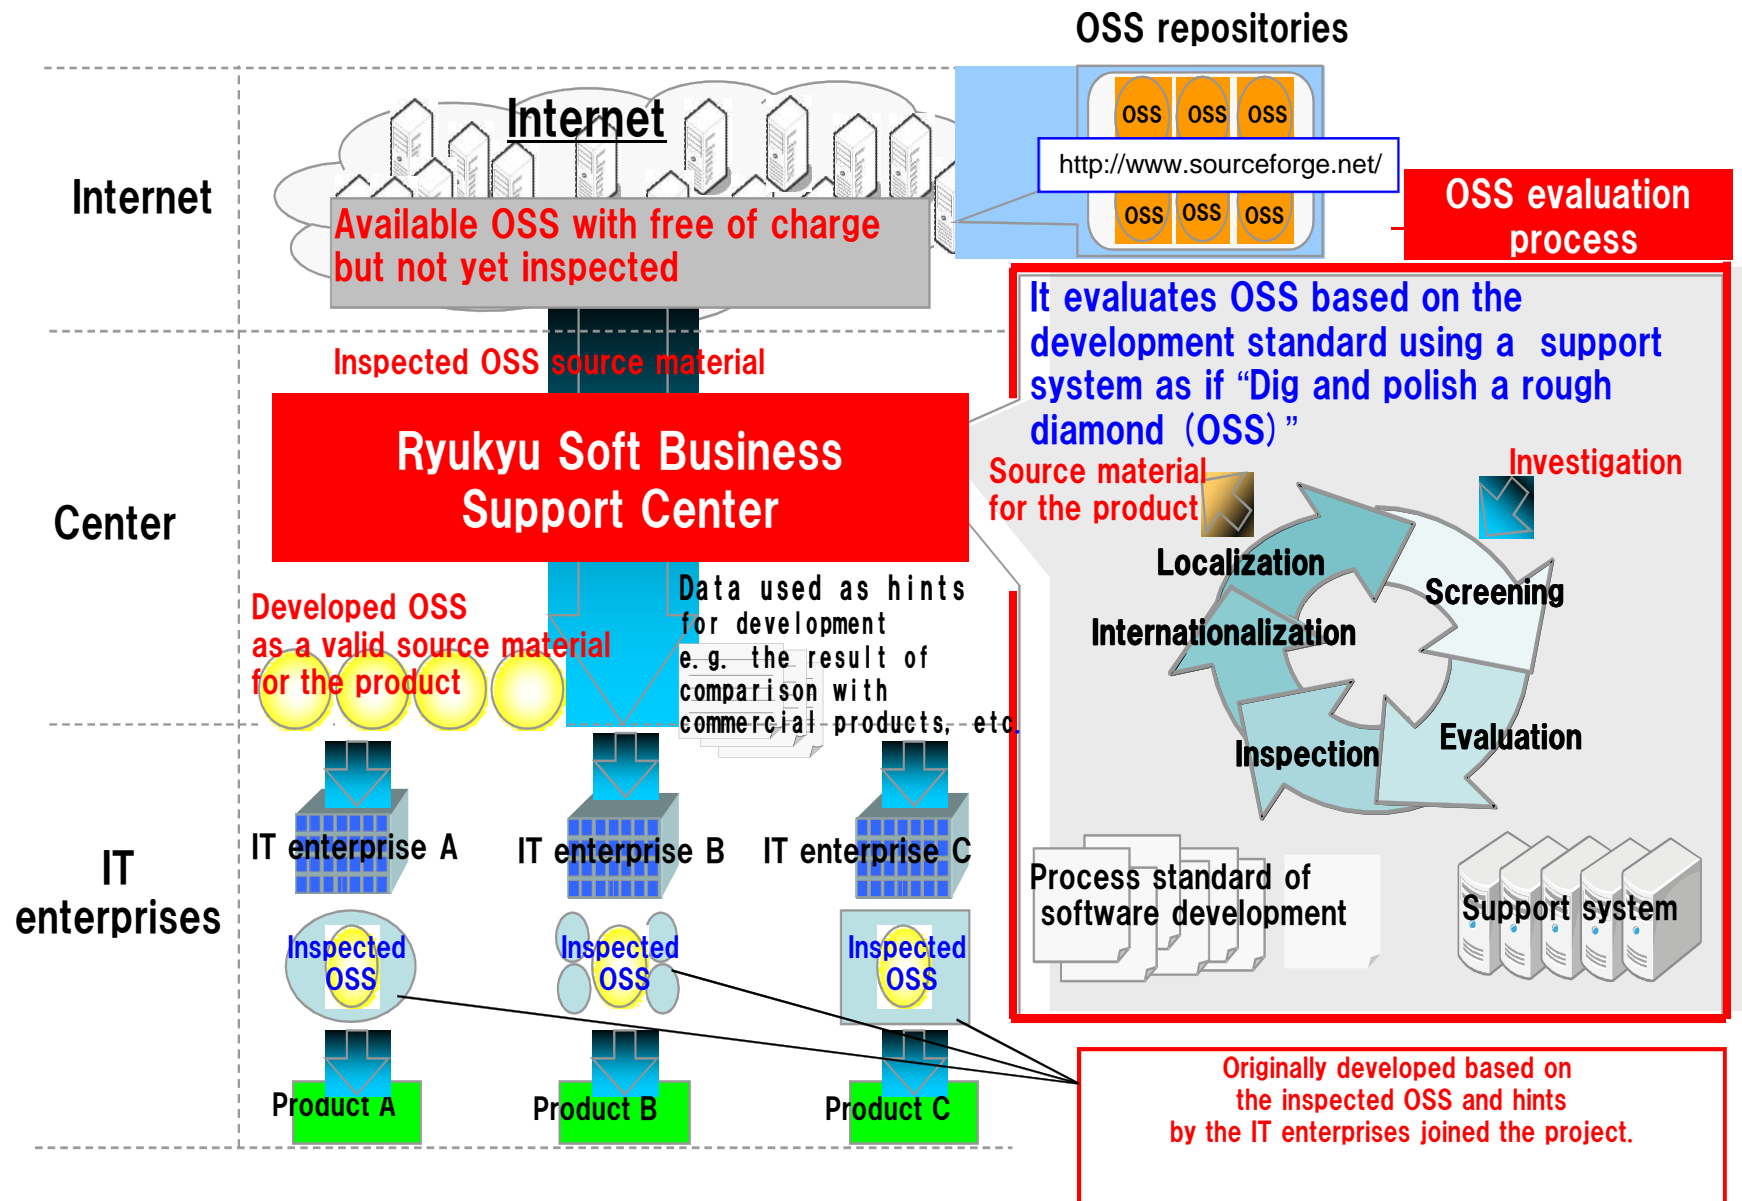 OSS repositories
Internet
Internet
Available OSS with free of charge
but not yet inspected
OSS OSS OSS
http://www.sourceforge.net/
OSS OSS OSS
OSS evaluation
process
It evaluates OSS based on the
development standard using a support
system as if “Dig and polish a rough
diamond (OSS)”
Source material
for the product
Investigation
Localization
Screening
Internationalization
Evaluation
Inspection
Process standard of
software development
Support system
Center
Inspected OSS source material
Ryukyu Soft Business
Support Center
Developed OSS
as a valid source material
for the product
Data used as hints
for development
e.g. the result of
comparison with
commercial products, etc.
IT
enterprises
IT enterprise A
IT enterprise B
IT enterprise C
Inspected
OSS
Inspected
OSS
Inspected
OSS
Product A
Product B
Product C
Originally developed based on
the inspected OSS and hints
by the IT enterprises joined the project.